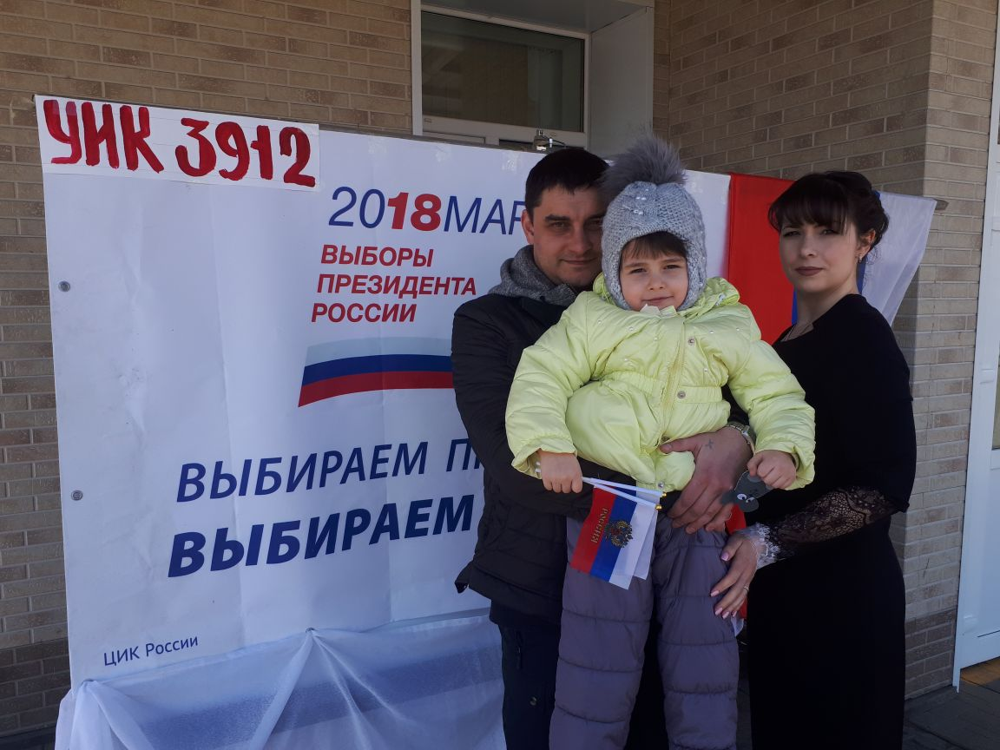 УИК 3912
2018МАР
ВЫБОРЫ
ПРЕЗИДЕНТА
РОССИИ
ВЫБИРАЕМ
ВЫБИРАЕМ
ЦИК России
РОССИЯ